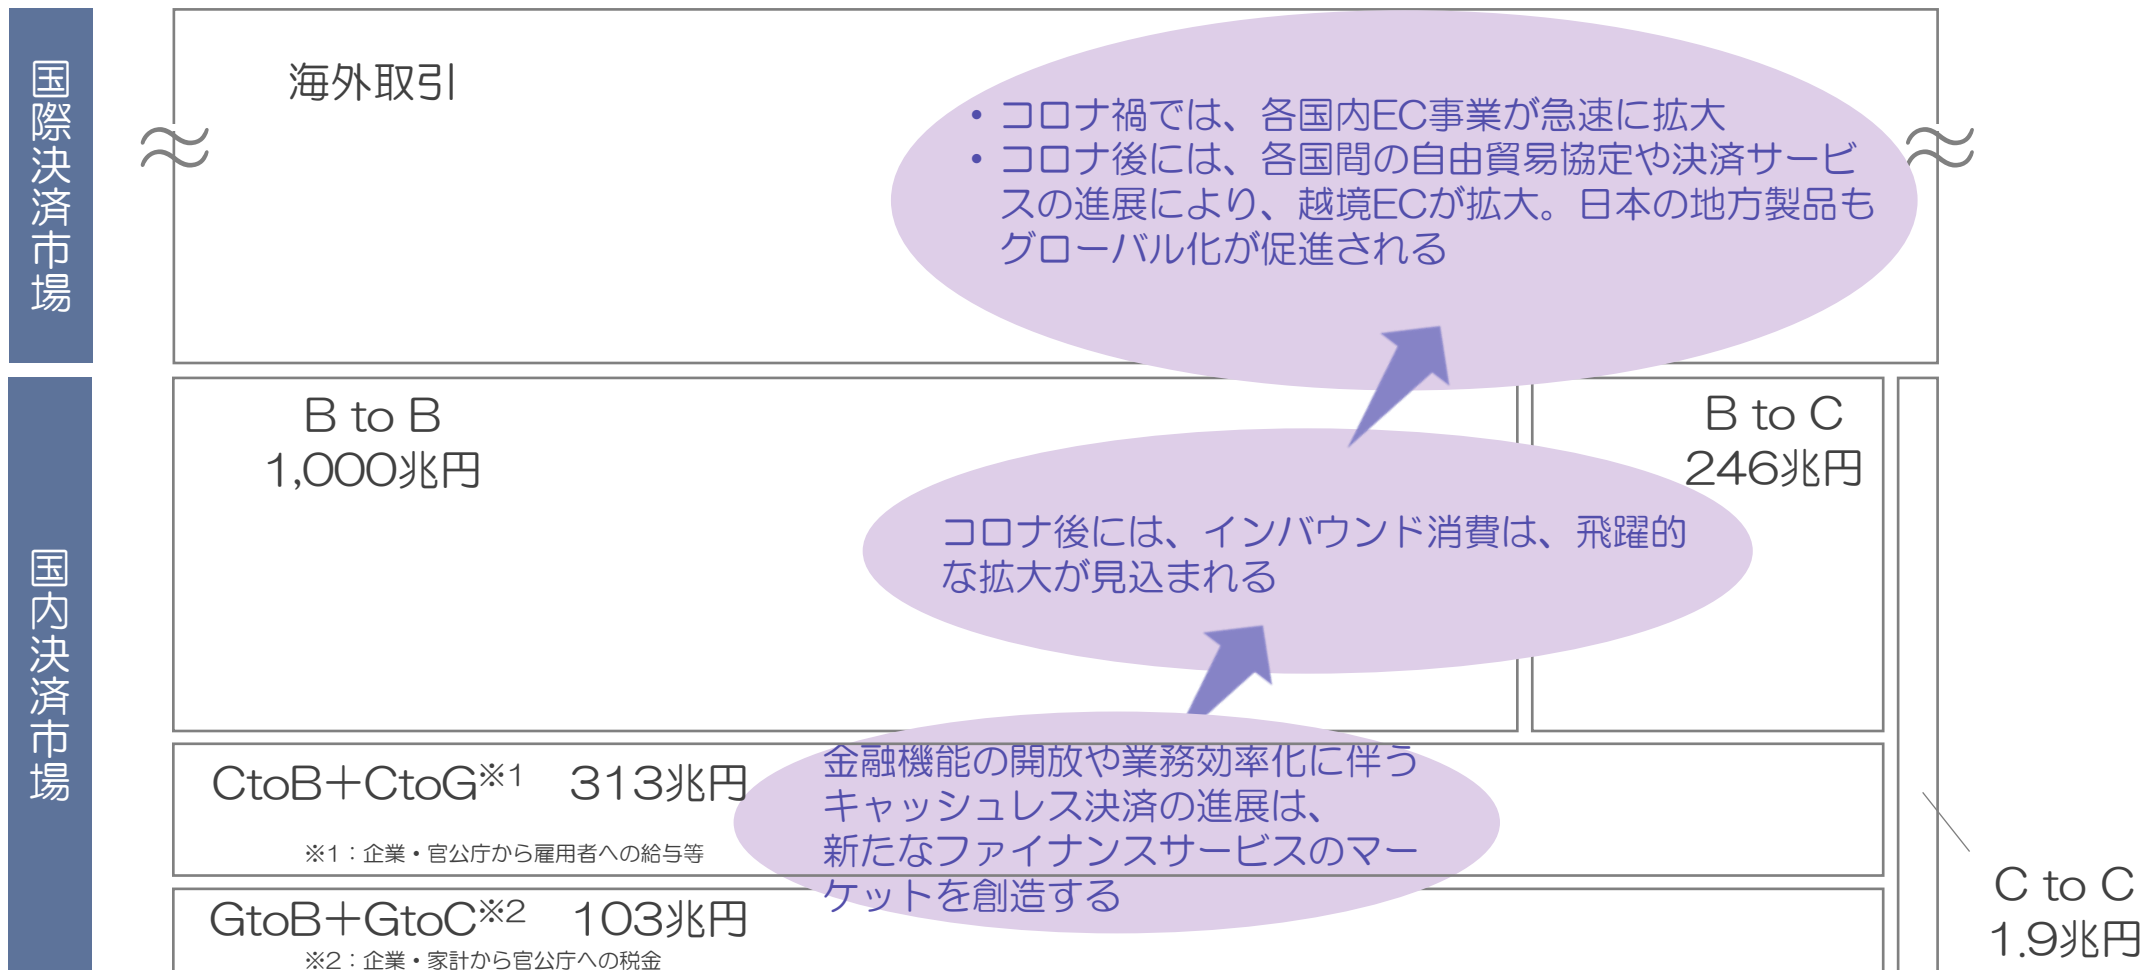 国際決済市場
海外取引
• コロナ禍では、各国内EC事業が急速に拡大
• コロナ後には、各国間の自由貿易協定や決済サービ
スの進展により、越境ECが拡大。日本の地方製品も
グローバル化が促進される
国内決済市場
B to B
1,000兆円
B to C
246兆円
コロナ後には、インバウンド消費は、飛躍的
な拡大が見込まれる
CtoB＋CtoG※1　313兆円
※1：企業・官公庁から雇用者への給与等
金融機能の開放や業務効率化に伴う
キャッシュレス決済の進展は、
新たなファイナンスサービスのマー
ケットを創造する
GtoB＋GtoC※2　103兆円
※2：企業・家計から官公庁への税金
C to C
1.9兆円